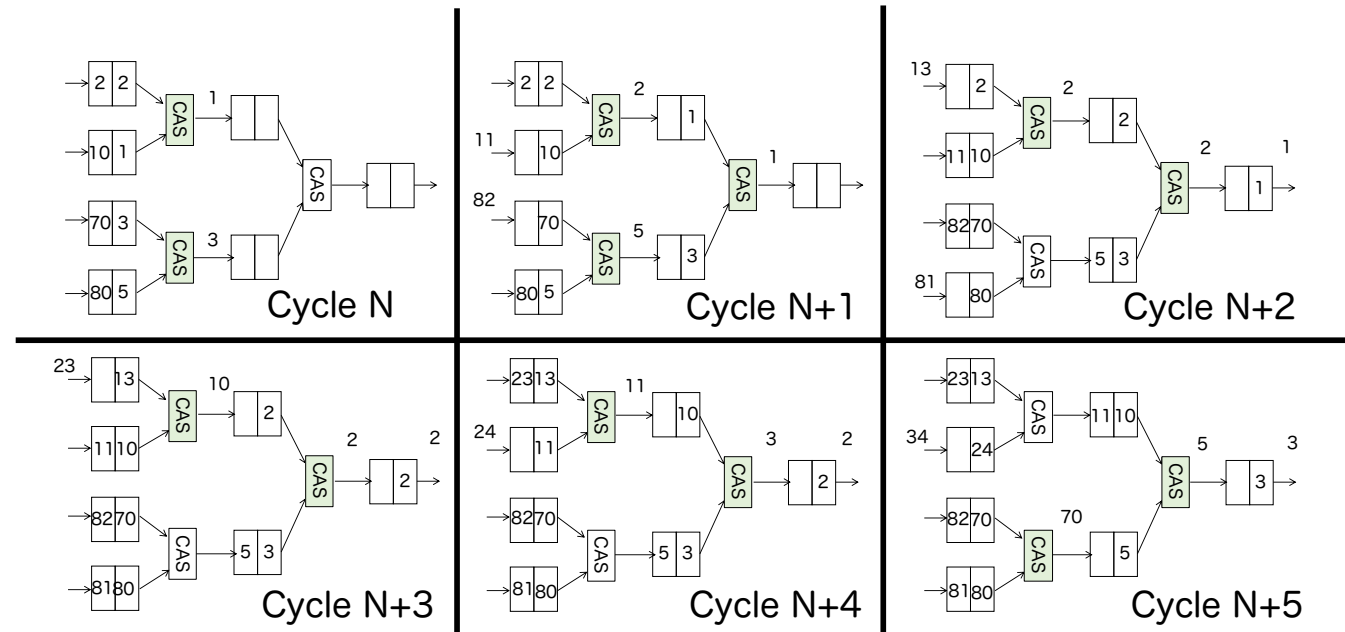 2 2
CAS
1
10 1
CAS
70 3
CAS
3
80 5
Cycle N
2 2
CAS
2
1
11
10
CAS
1
82
70
CAS
5
3
80 5
Cycle N+1
13
2
CAS
2
2
11 10
CAS
2
1
1
82 70
CAS
5 3
81
80
Cycle N+2
23
13
CAS
10
2
11 10
CAS
2
2
2
82 70
CAS
5 3
81 80
Cycle N+3
23 13
CAS
11
10
24
11
CAS
3
2
2
82 70
CAS
5 3
81 80
Cycle N+4
23 13
CAS
11 10
34
24
CAS
5
3
3
82 70
CAS
70
5
81 80
Cycle N+5